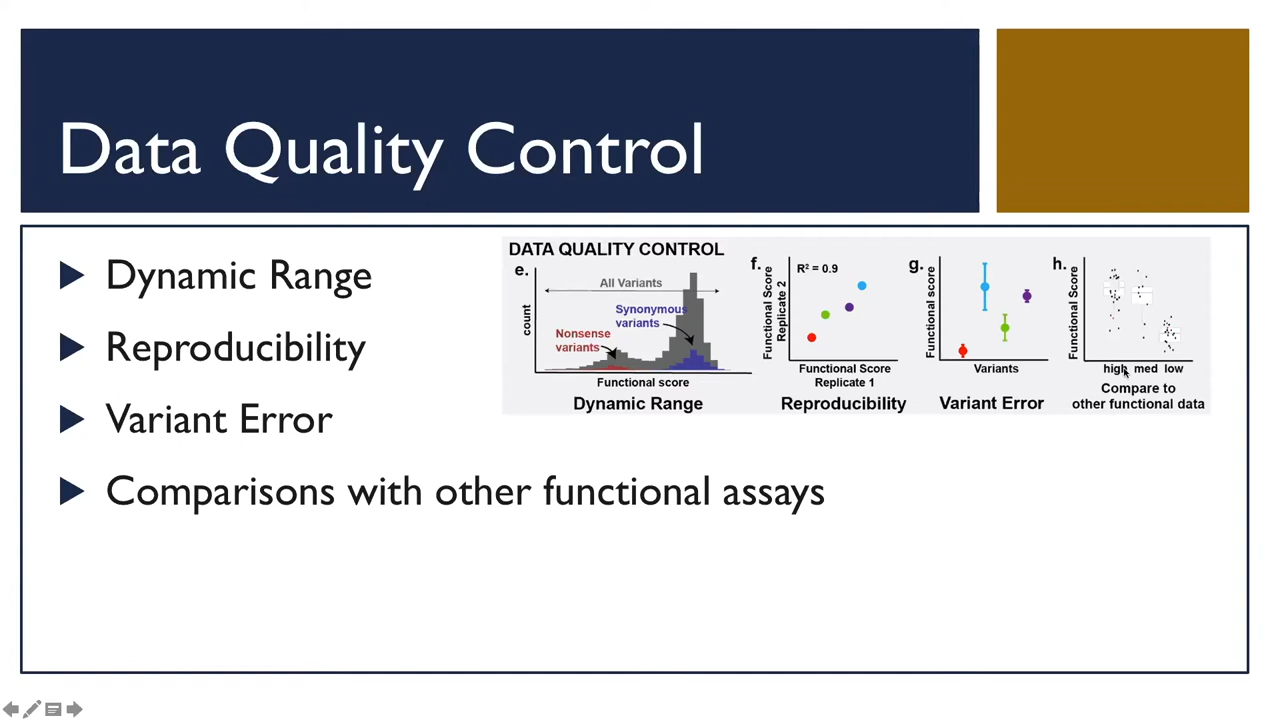 Data Quality Control
Dynamic Range
Reproducibility
Variant Error
Comparisons with other functional assays
DATA QUALITY CONTROL
e.
count
All Variants
Nonsense
variants
Synonymous
variants
Functional score
Dynamic Range
f.
Functional Score
Replicate 2
R² = 0.9
Functional Score
Replicate 1
Reproducibility
g.
Functional score
Variants
Variant Error
h.
Functional Score
high med low
Compare to
other functional data